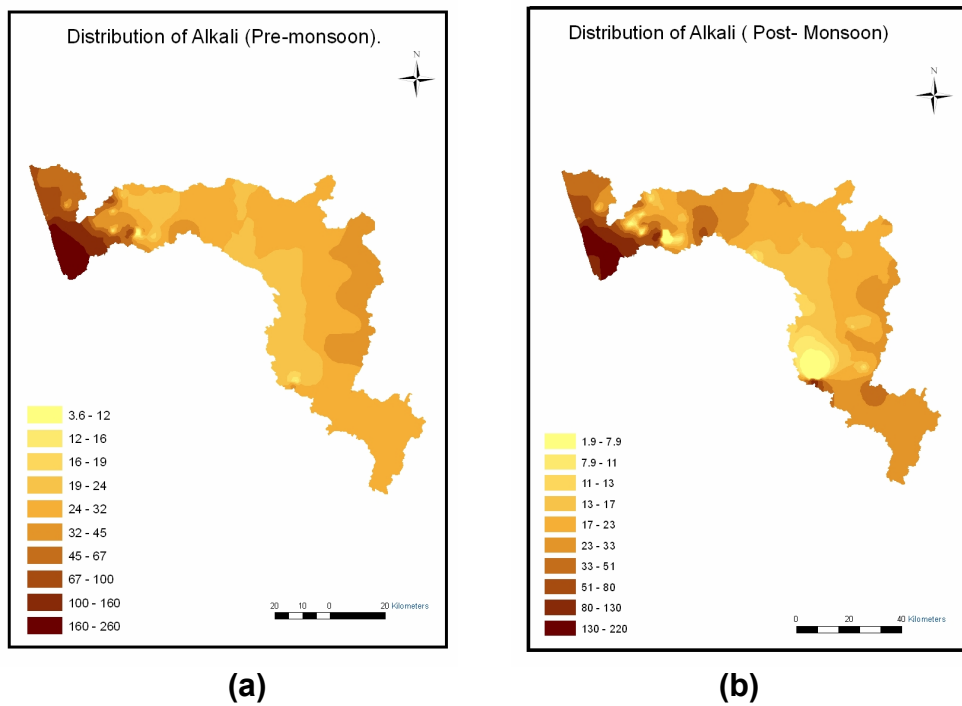 Distribution of Alkali (Pre-monsoon).
N
3.6 - 12
12 - 16
16 - 19
19 - 24
24 - 32
32 - 45
45 - 67
67 - 100
100 - 160
160 - 260
20 10 0 20 Kilometers
(a)
Distribution of Alkali ( Post- Monsoon)
N
1.9 - 7.9
7.9 - 11
11 - 13
13 - 17
17 - 23
23 - 33
33 - 51
51 - 80
80 - 130
130 - 220
0 20 40 Kilometers
(b)